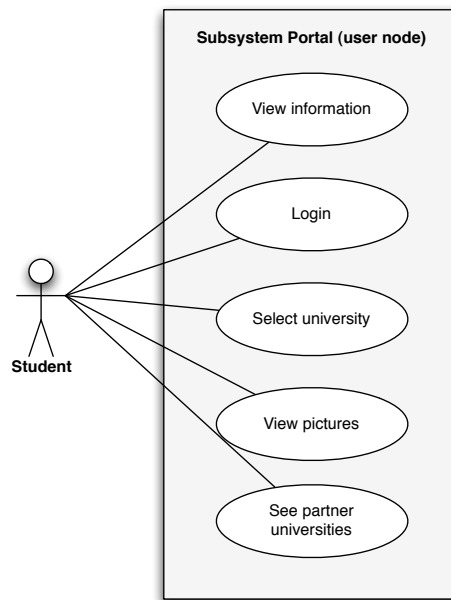 Subsystem Portal (user node)
View information
Login
Select university
Student
View pictures
See partner
universities